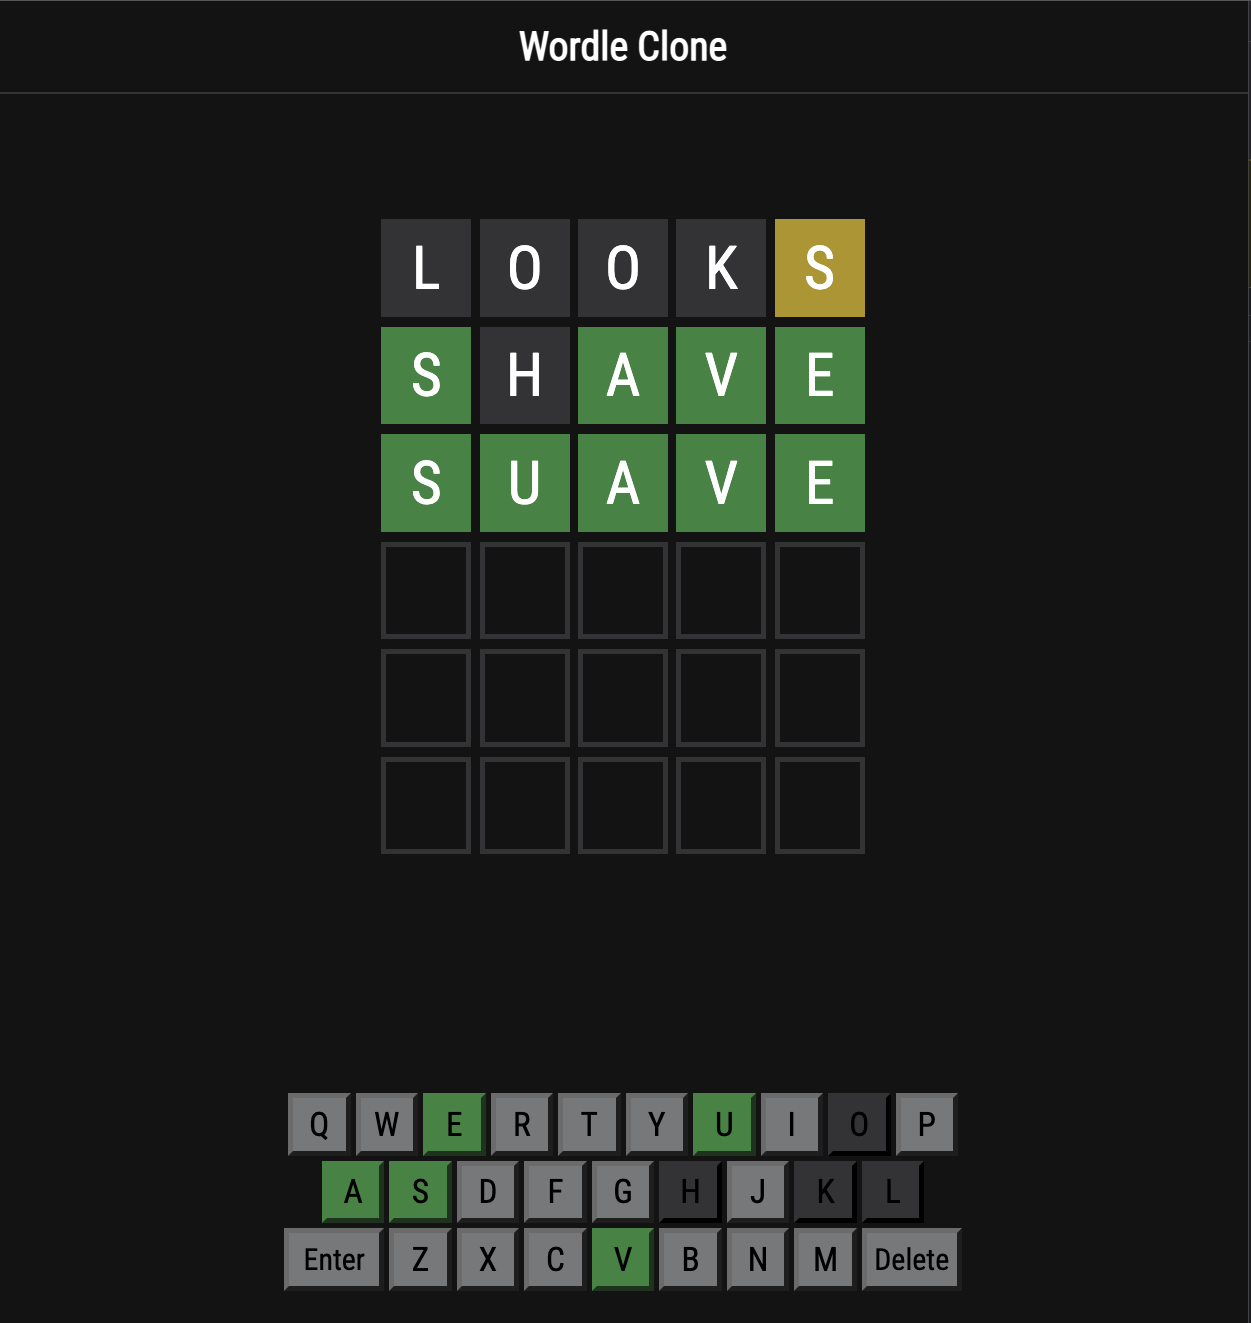 Wordle Clone
L O O K S
S H A V E
S U A V E
Q W E R T Y U I O P
A S D F G H J K L
Enter Z X C V B N M Delete